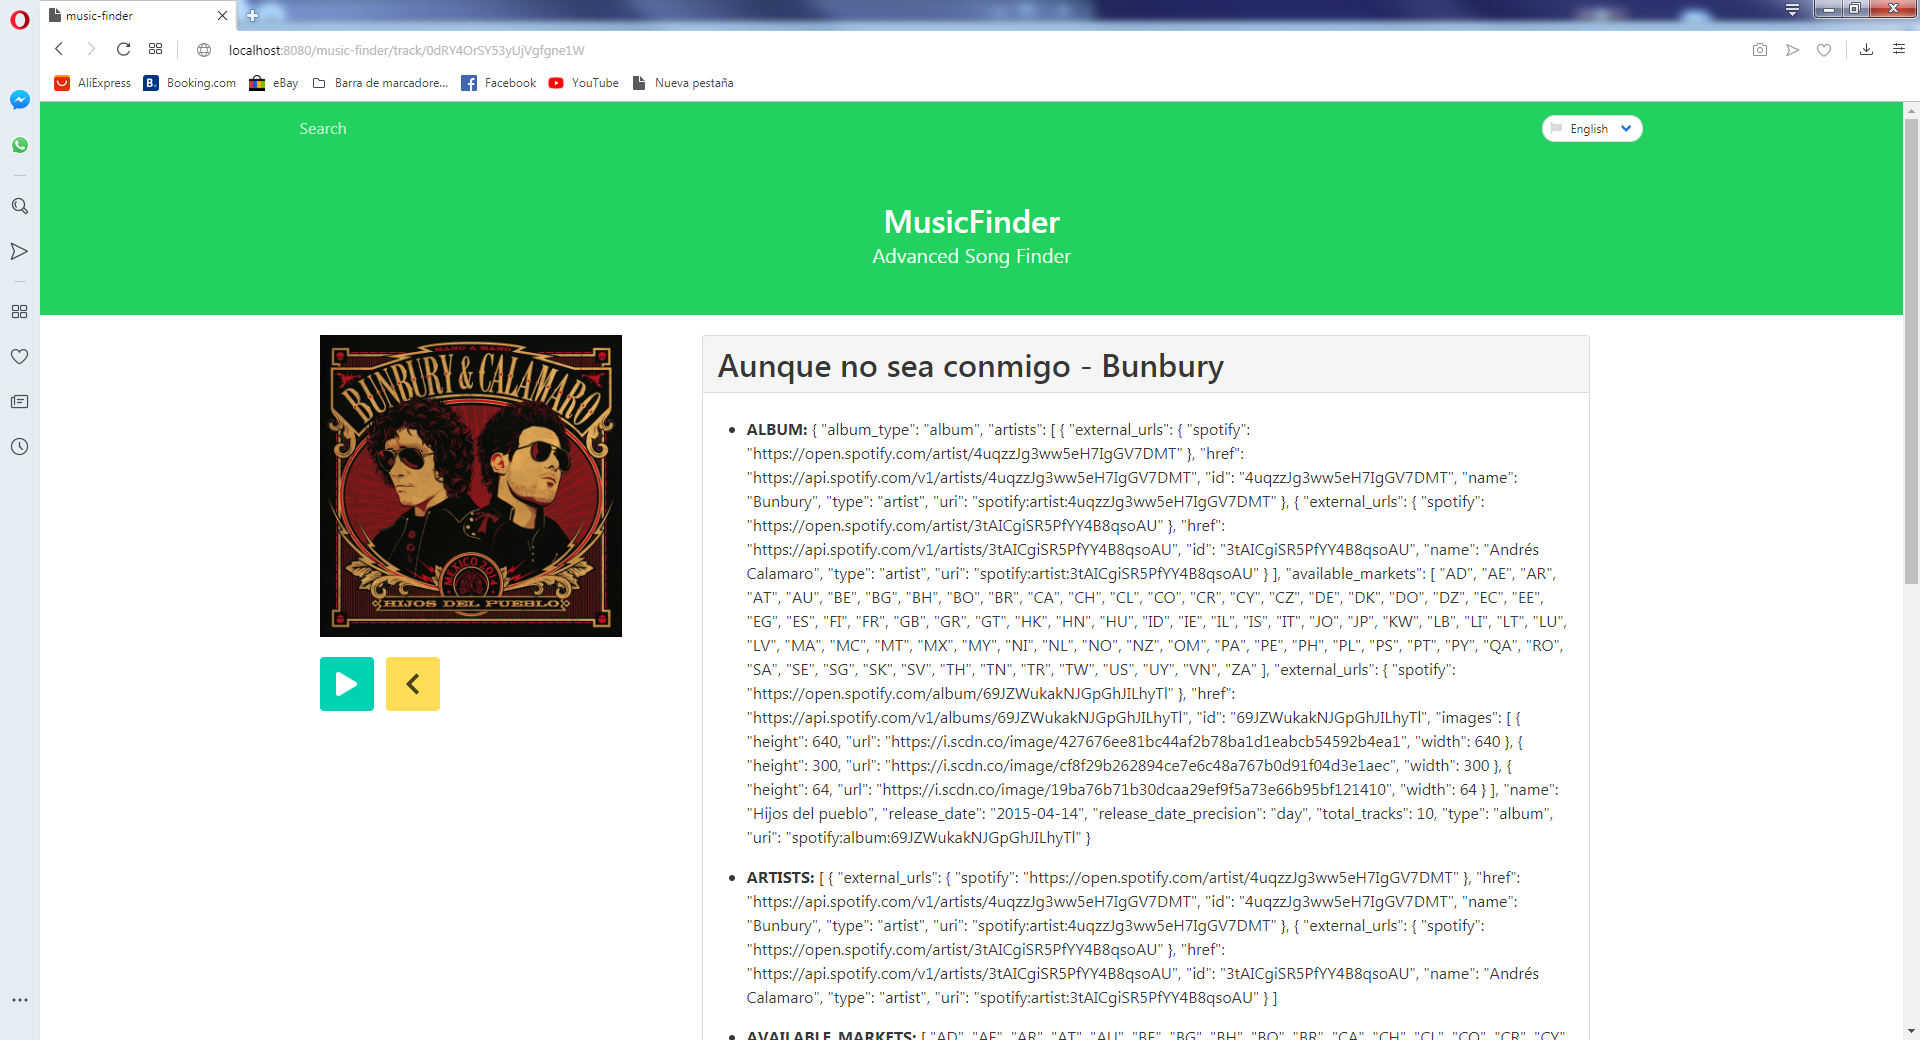 music-finder
localhost:8080/music-finder/track/0dRY4OrSY53yUjVgfgne1W
AliExpress
Booking.com
eBay
Barra de marcadore...
Facebook
YouTube
Nueva pestaña
Search
English
MusicFinder
Advanced Song Finder
MANO A MANO
BUNBURY & CALAMARO
MEXICO 2014
HIJOS DEL PUEBLO
Aunque no sea conmigo - Bunbury
ALBUM: { "album_type": "album", "artists": [ { "external_urls": { "spotify":
"https://open.spotify.com/artist/4uqzzJg3ww5eH7IgGV7DMT" }, "href":
"https://api.spotify.com/v1/artists/4uqzzJg3ww5eH7IgGV7DMT", "id": "4uqzzJg3ww5eH7IgGV7DMT", "name":
"Bunbury", "type": "artist", "uri": "spotify:artist:4uqzzJg3ww5eH7IgGV7DMT" }, { "external_urls": { "spotify":
"https://open.spotify.com/artist/3tAICgiSR5PfYY4B8qsoAU" }, "href":
"https://api.spotify.com/v1/artists/3tAICgiSR5PfYY4B8qsoAU", "id": "3tAICgiSR5PfYY4B8qsoAU", "name": "Andrés
Calamaro", "type": "artist", "uri": "spotify:artist:3tAICgiSR5PfYY4B8qsoAU" } ], "available_markets": [ "AD", "AE", "AR",
"AT", "AU", "BE", "BG", "BH", "BO", "BR", "CA", "CH", "CL", "CO", "CR", "CY", "CZ", "DE", "DK", "DO", "DZ", "EC", "EE",
"EG", "ES", "FI", "FR", "GB", "GR", "GT", "HK", "HN", "HU", "ID", "IE", "IL", "IS", "IT", "JO", "JP", "KW", "LB", "LI", "LT", "LU",
"LV", "MA", "MC", "MT", "MX", "MY", "NI", "NL", "NO", "NZ", "OM", "PA", "PE", "PH", "PL", "PS", "PT", "PY", "QA", "RO",
"SA", "SE", "SG", "SK", "SV", "TH", "TN", "TR", "TW", "US", "UY", "VN", "ZA" ], "external_urls": { "spotify":
"https://open.spotify.com/album/69JZWukakNJGpGhJILhyTl" }, "href":
"https://api.spotify.com/v1/albums/69JZWukakNJGpGhJILhyTl", "id": "69JZWukakNJGpGhJILhyTl", "images": [ {
"height": 640, "url": "https://i.scdn.co/image/427676ee81bc44af2b78ba1d1eabcb54592b4ea1", "width": 640 }, {
"height": 300, "url": "https://i.scdn.co/image/cf8f29b262894ce7e6c48a767b0d91f04d3e1aec", "width": 300 }, {
"height": 64, "url": "https://i.scdn.co/image/19ba76b71b30dcaa29ef9f5a73e66b95bf121410", "width": 64 } ], "name":
"Hijos del pueblo", "release_date": "2015-04-14", "release_date_precision": "day", "total_tracks": 10, "type": "album",
"uri": "spotify:album:69JZWukakNJGpGhJILhyTl" }
ARTISTS: [ { "external_urls": { "spotify": "https://open.spotify.com/artist/4uqzzJg3ww5eH7IgGV7DMT" }, "href":
"https://api.spotify.com/v1/artists/4uqzzJg3ww5eH7IgGV7DMT", "id": "4uqzzJg3ww5eH7IgGV7DMT", "name":
"Bunbury", "type": "artist", "uri": "spotify:artist:4uqzzJg3ww5eH7IgGV7DMT" }, { "external_urls": { "spotify":
"https://open.spotify.com/artist/3tAICgiSR5PfYY4B8qsoAU" }, "href":
"https://api.spotify.com/v1/artists/3tAICgiSR5PfYY4B8qsoAU", "id": "3tAICgiSR5PfYY4B8qsoAU", "name": "Andrés
Calamaro", "type": "artist", "uri": "spotify:artist:3tAICgiSR5PfYY4B8qsoAU" } ]
AVAILABLE_MARKETS: [ "AD", "AE", "AR", "AT", "AU", "BE", "BG", "BH", "BO", "BR", "CA", "CH", "CL", "CO", "CR", "CY",